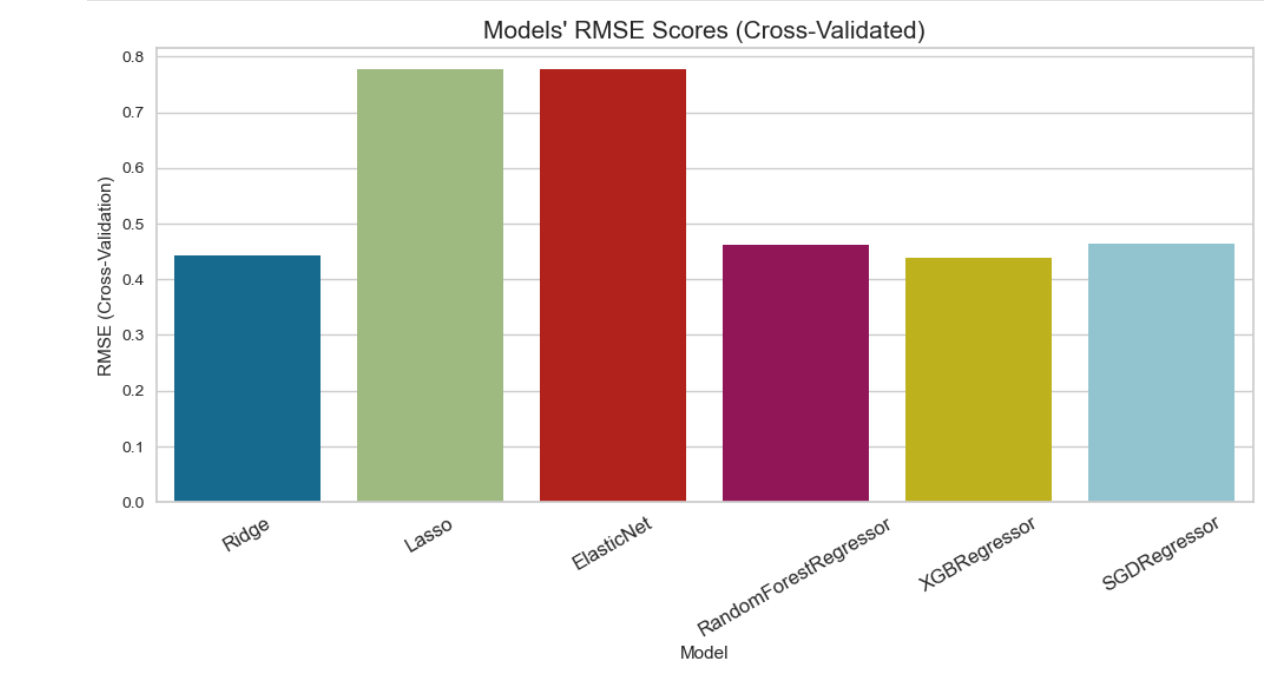 Models' RMSE Scores (Cross-Validated)
RMSE (Cross-Validation)
0.8
0.7
0.6
0.5
0.4
0.3
0.2
0.1
0.0
Ridge
Lasso
ElasticNet
RandomForestRegressor
XGBRegressor
SGDRegressor
Model